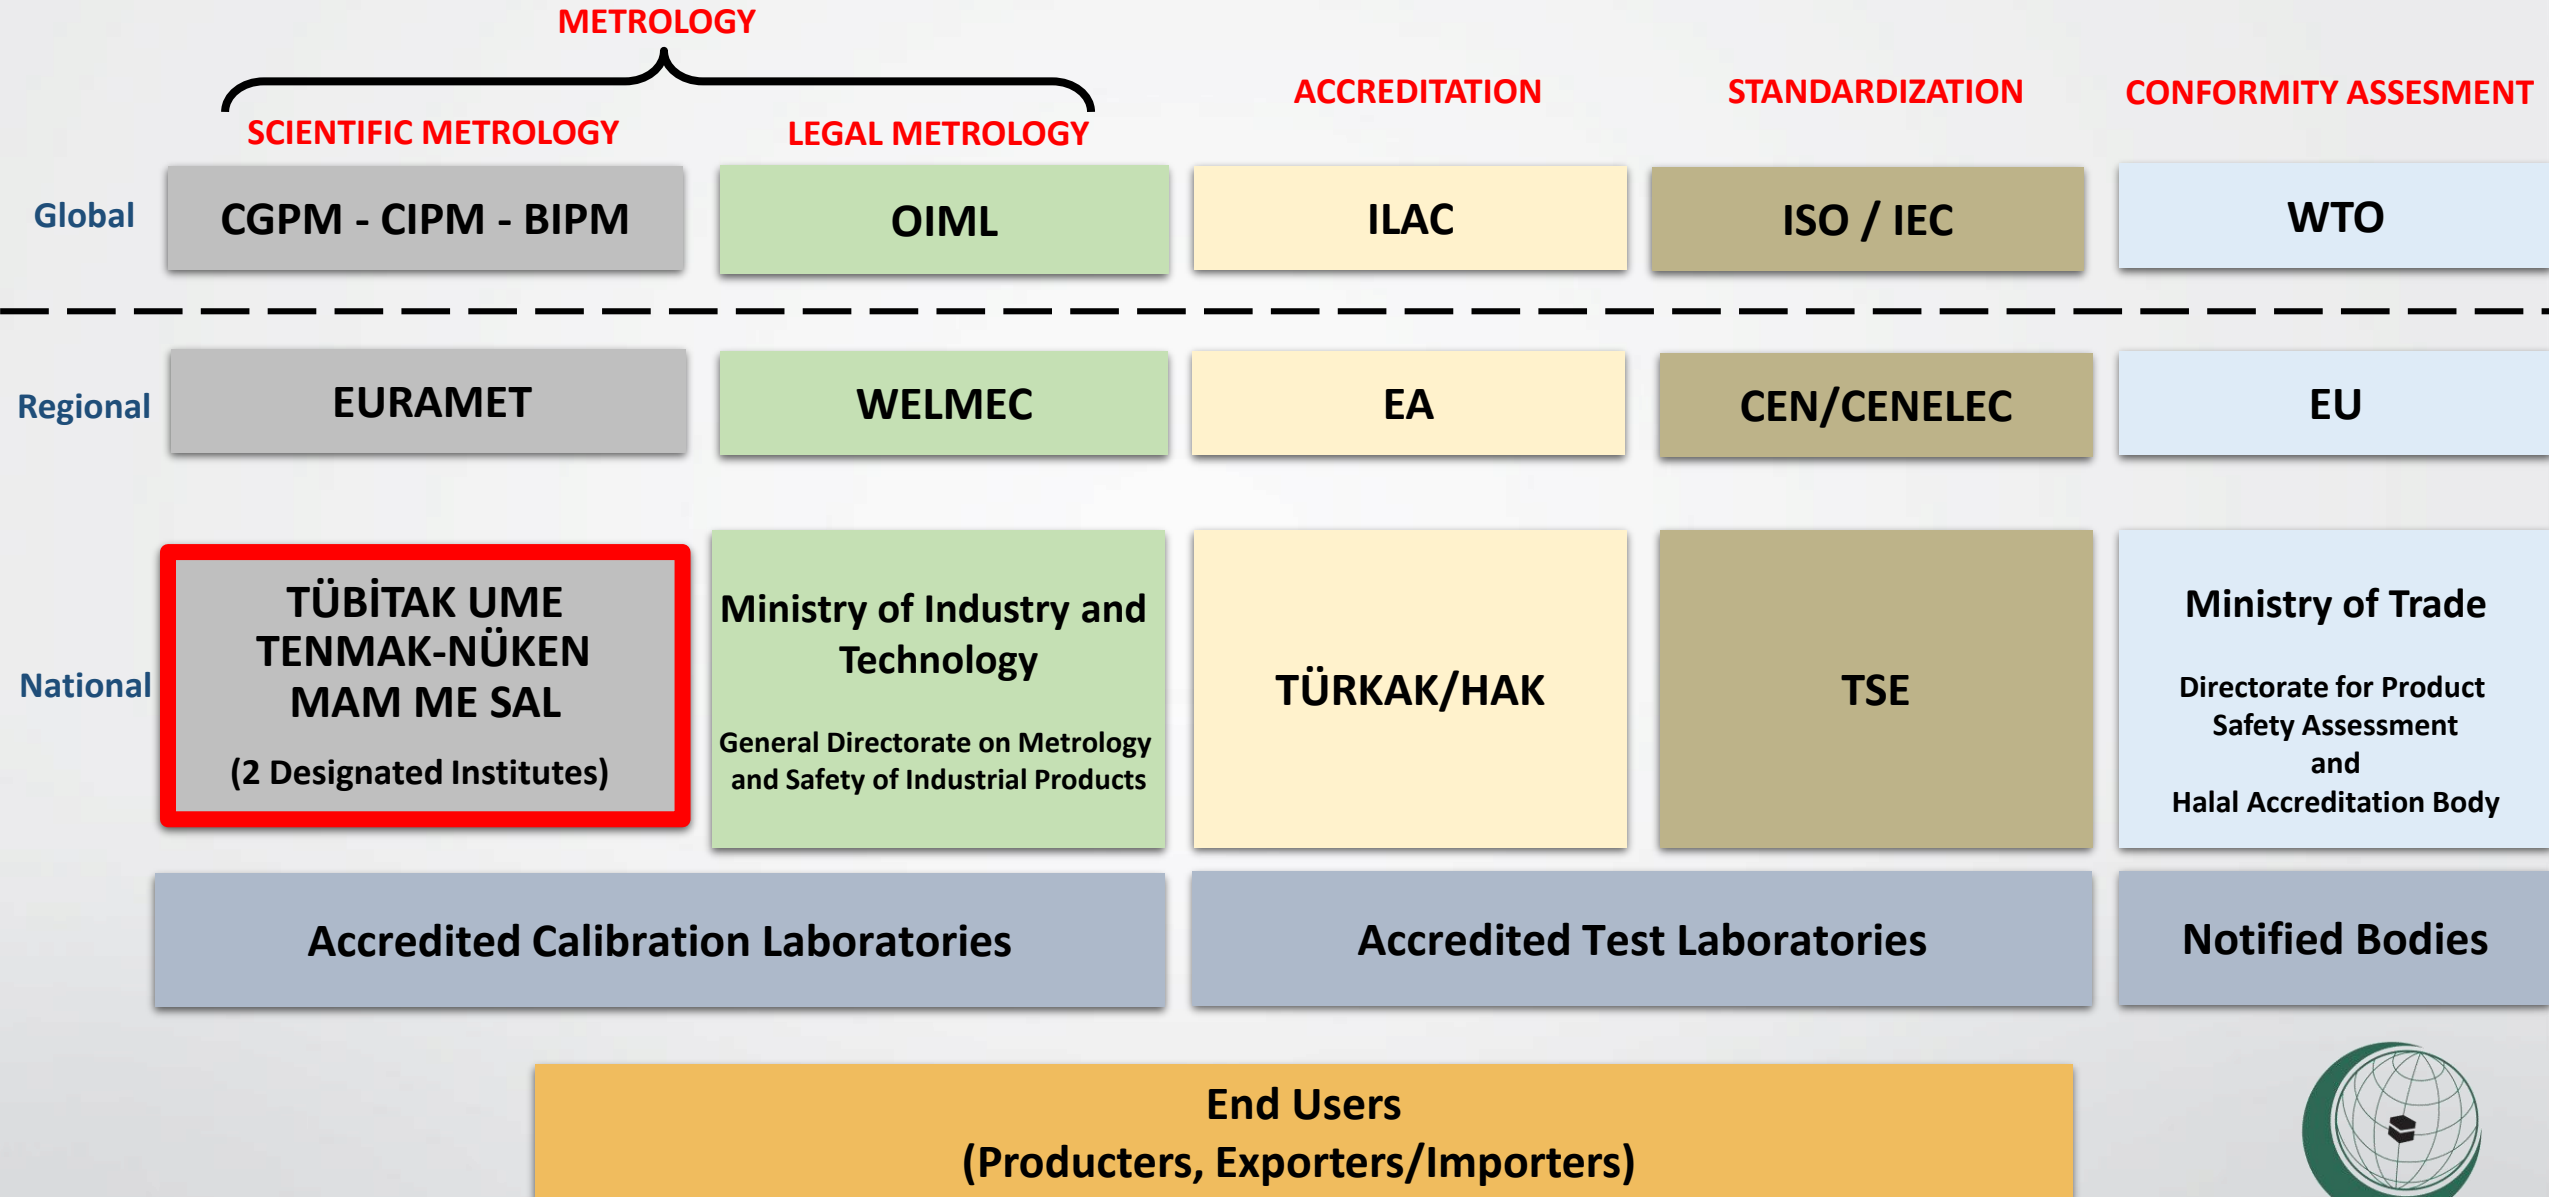 METROLOGY
ACCREDITATION
STANDARDIZATION
CONFORMITY ASSESMENT
SCIENTIFIC METROLOGY
LEGAL METROLOGY
Global
CGPM - CIPM - BIPM
OIML
ILAC
ISO / IEC
WTO
Regional
EURAMET
WELMEC
EA
CEN/CENELEC
EU
National
TÜBİTAK UME
TENMAK-NÜKEN
MAM ME SAL
(2 Designated Institutes)
Ministry of Industry and
Technology
General Directorate on Metrology
and Safety of Industrial Products
TÜRKAK/HAK
TSE
Ministry of Trade
Directorate for Product
Safety Assessment
and
Halal Accreditation Body
Accredited Calibration Laboratories
Accredited Test Laboratories
Notified Bodies
End Users
(Producters, Exporters/Importers)